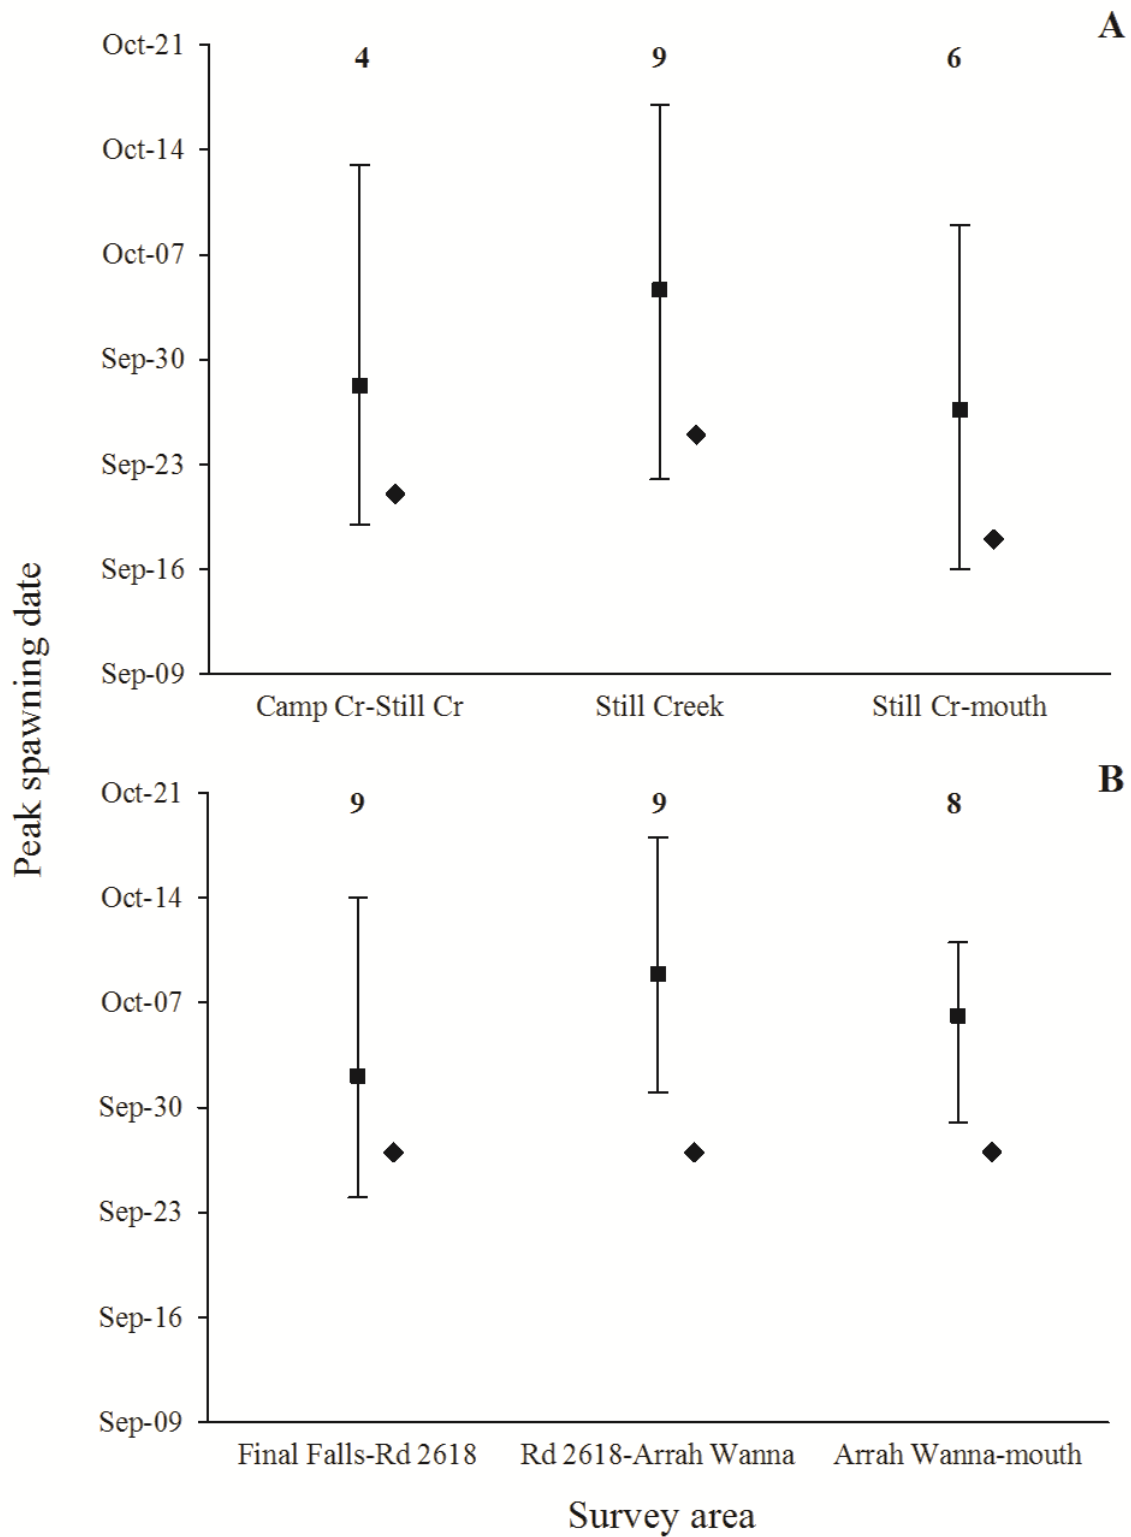 A
Oct-21
4 9 6
Oct-14
Oct-07
Sep-30
Sep-23
Sep-16
Sep-09
Camp Cr-Still Cr Still Creek Still Cr-mouth
Peak spawning date
B
Oct-21
9 9 8
Oct-14
Oct-07
Sep-30
Sep-23
Sep-16
Sep-09
Final Falls-Rd 2618 Rd 2618-Arrah Wanna Arrah Wanna-mouth
Survey area